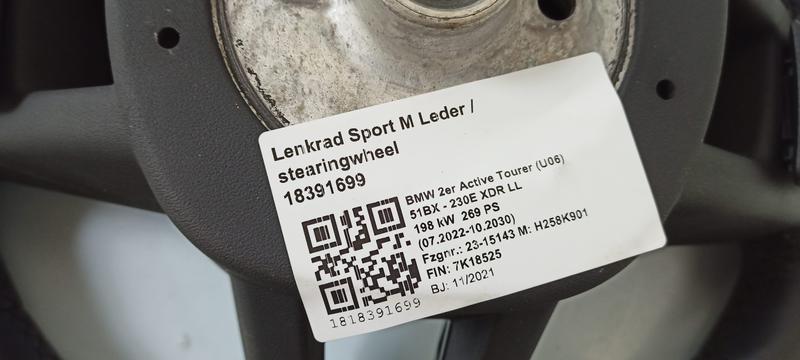 Lenkrad Sport M Leder /
stearingwheel
18391699
BMW 2er Active Tourer (U06)
51BX - 230E XDR LL
198 kW 269 PS
(07.2022-10.2030)
Fzgnr.: 23-15143 M: H258K901
FIN: 7K18525
BJ: 11/2021
1818391699